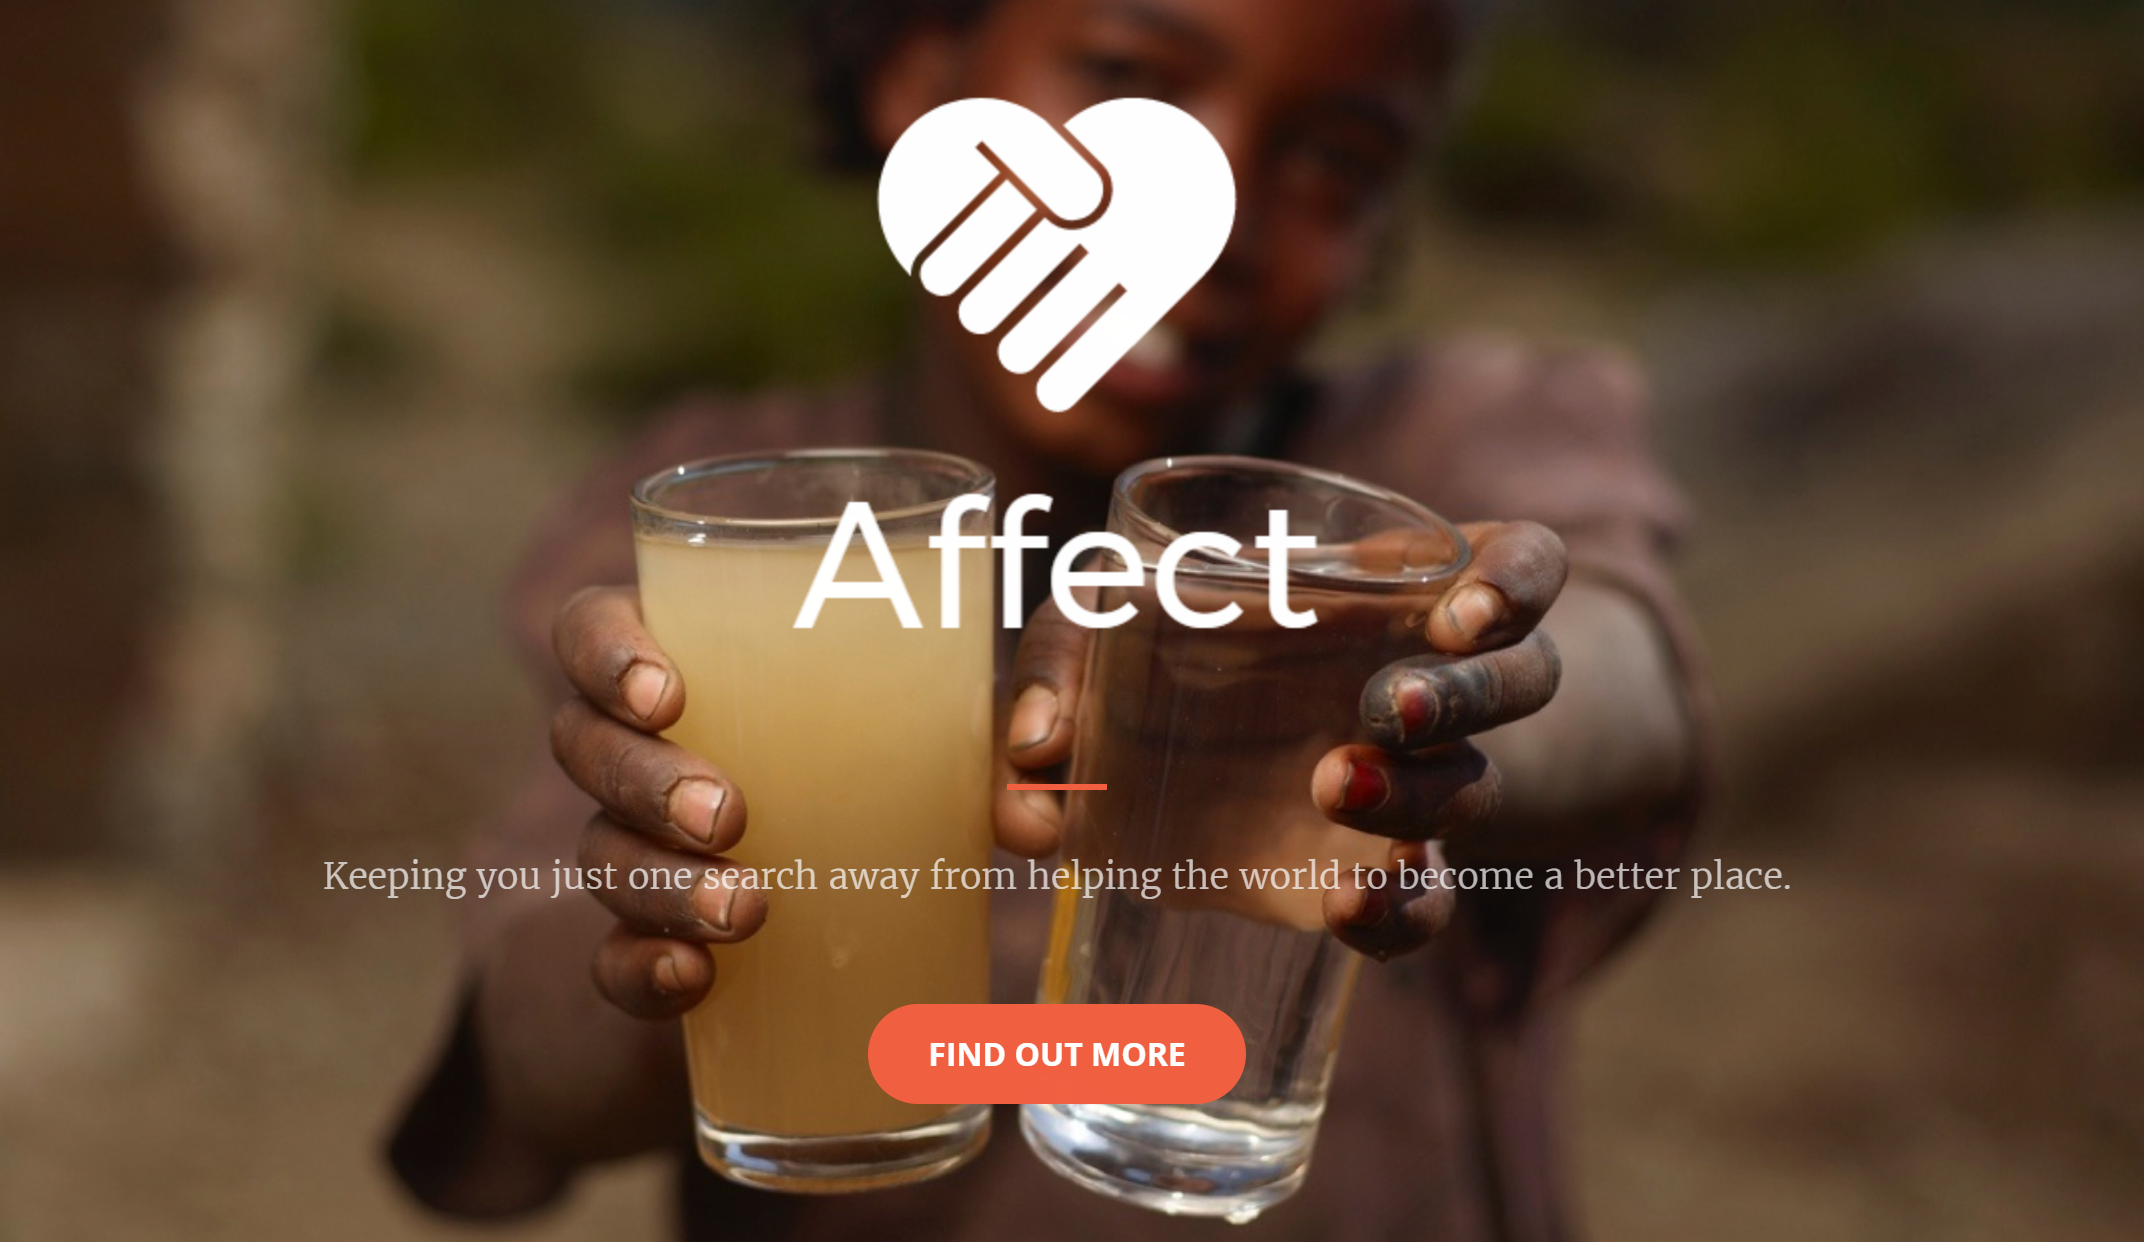 Affect
Keeping you just one search away from helping the world to become a better place.
FIND OUT MORE